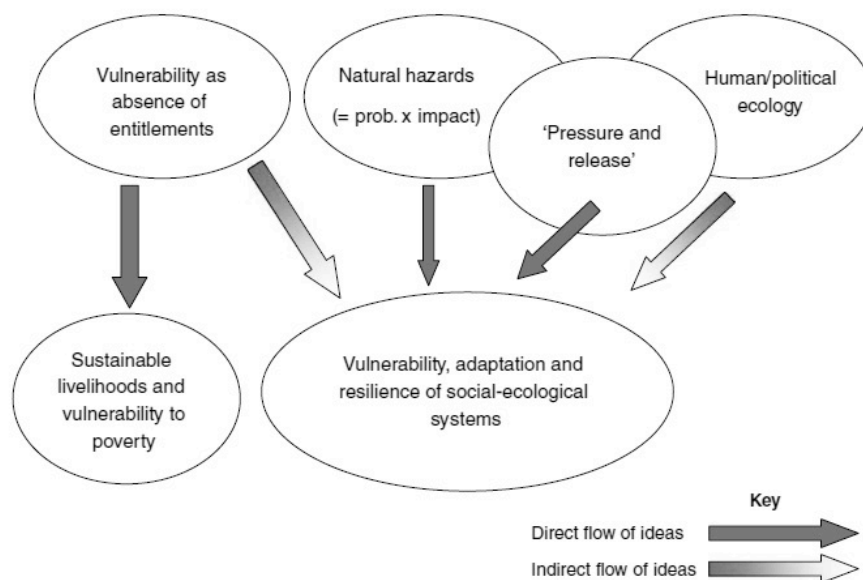 Vulnerability as
absence of
entitlements
Natural hazards
(= prob. x impact)
‘Pressure and
release’
Human/political
ecology
Sustainable
livelihoods and
vulnerability to
poverty
Vulnerability, adaptation and
resilience of social-ecological
systems
Key
Direct flow of ideas
Indirect flow of ideas